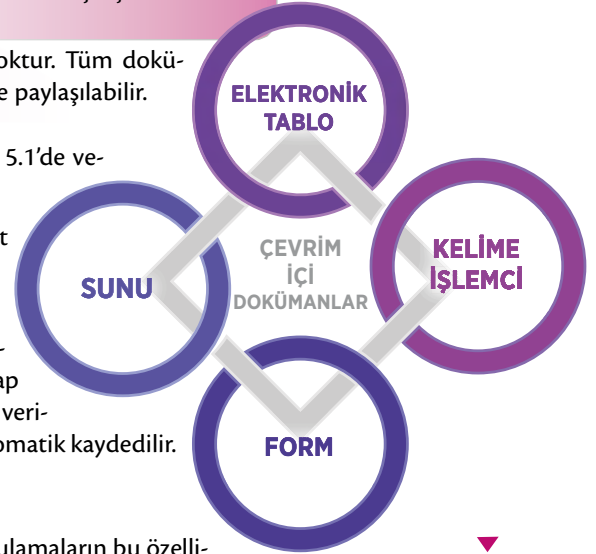 oktur. Tüm dokü-
e paylaşılabilir.
5.1'de ve-
t
-
ap
veri-
omatik kaydedilir.
ulamaların bu özelli-
ELEKTRONİK
TABLO
SUNU
ÇEVRİM
İÇİ
DOKÜMANLAR
KELİME
İŞLEMCİ
FORM